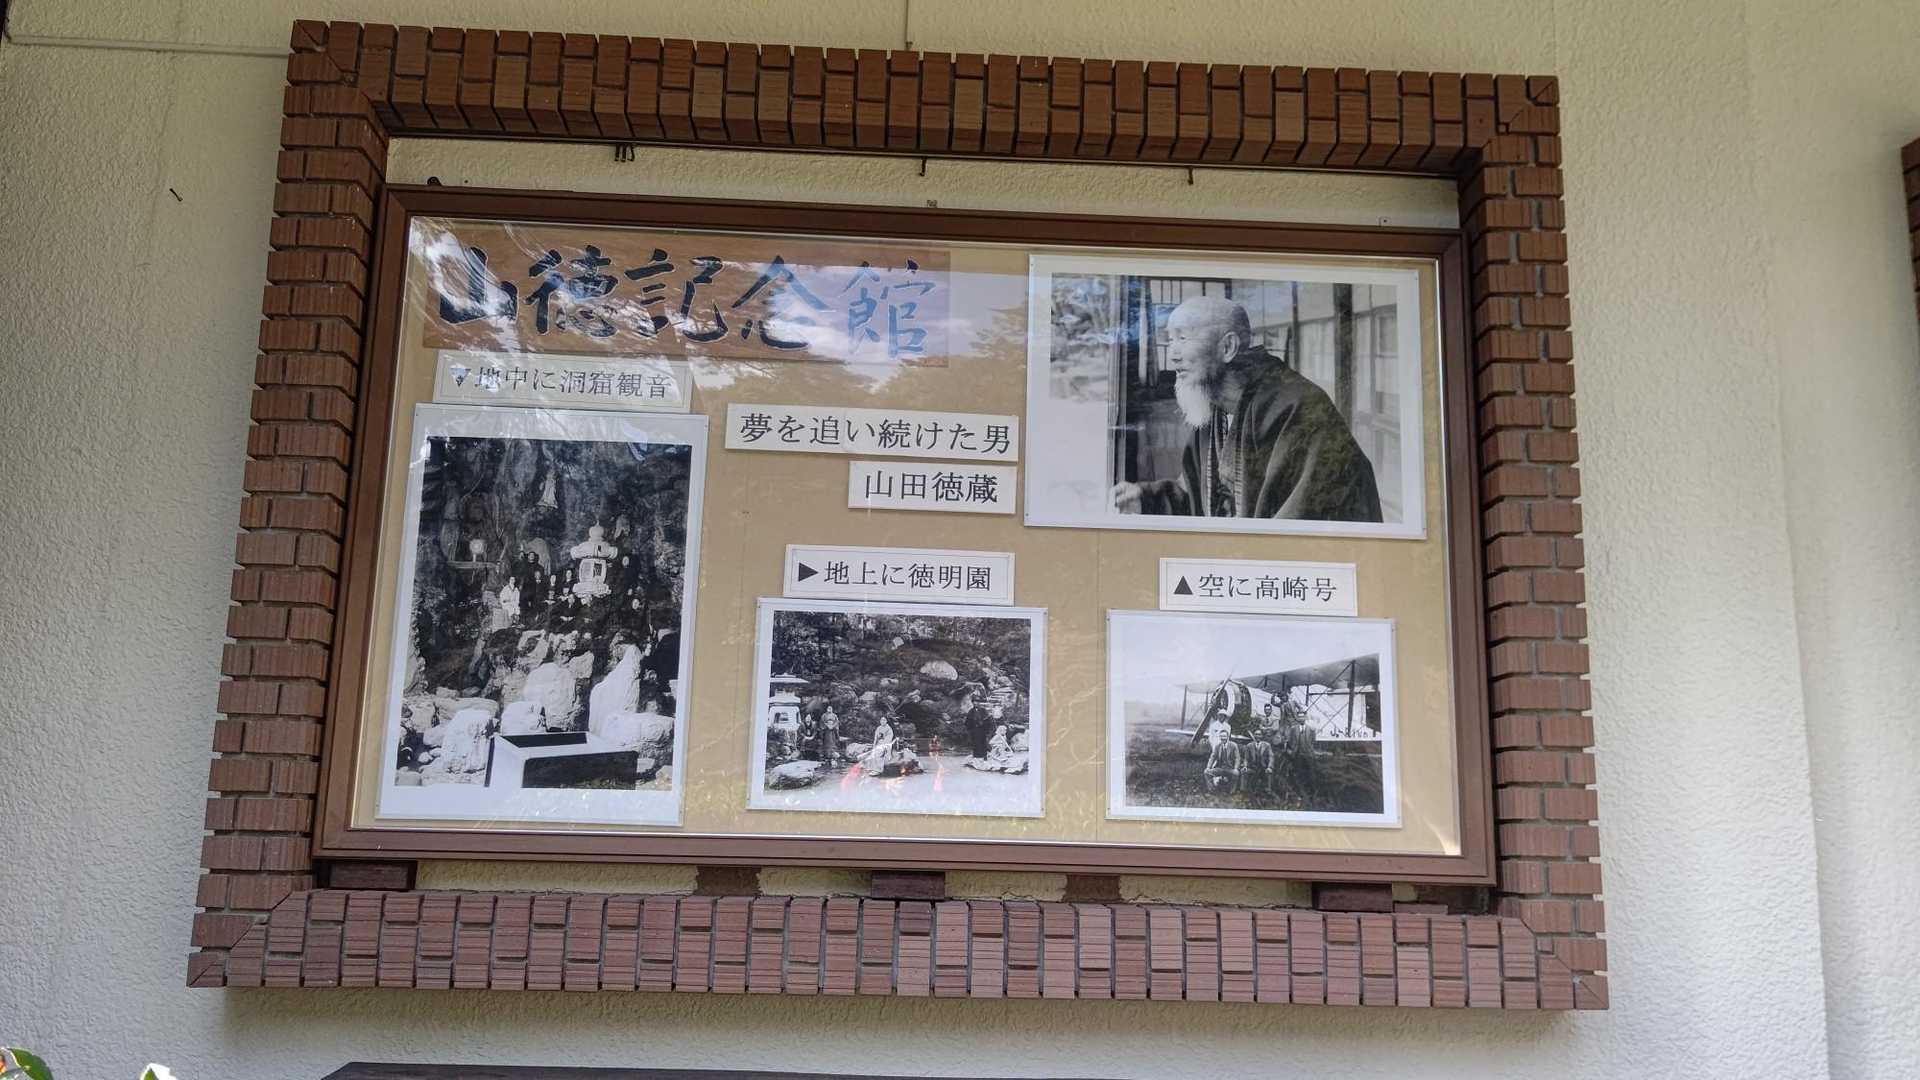 山徳記念館
▼地中に洞窟観音
夢を追い続けた男
山田徳蔵
▶地上に徳明園
▲空に高崎号